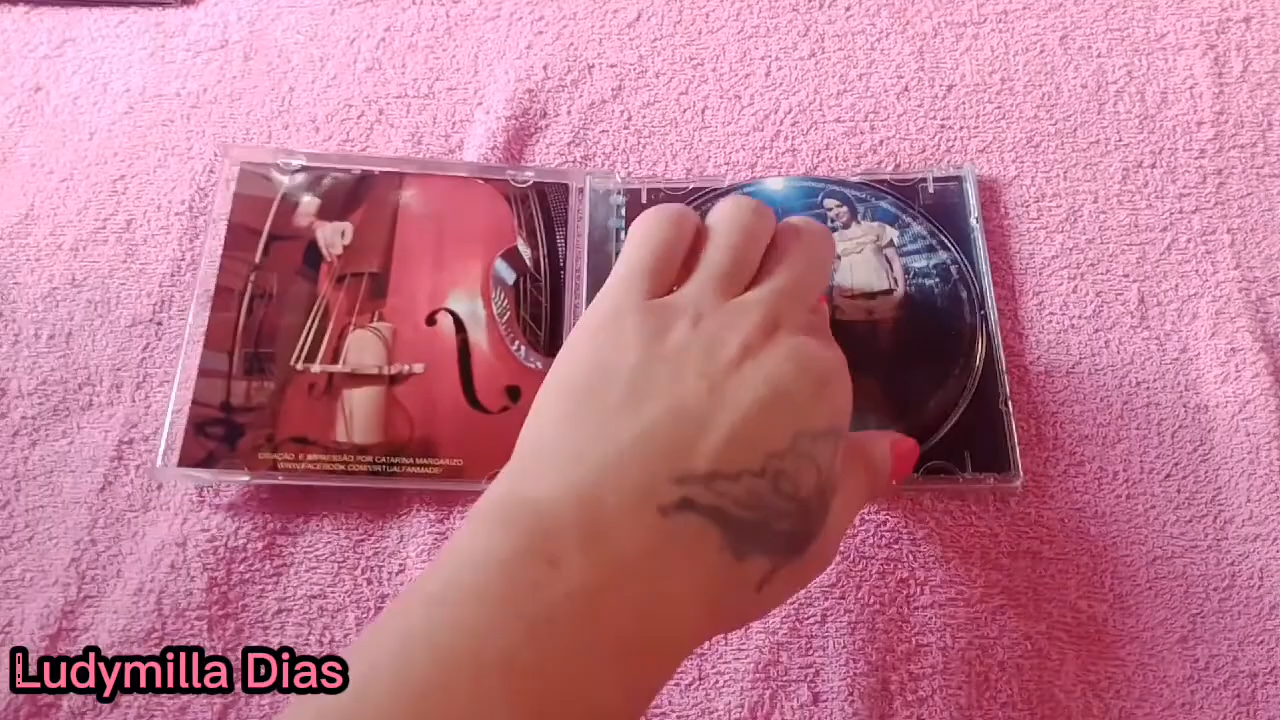 CRIAÇÃO E IMPRESSÃO POR CATARINA MARGARIZO
WWW.FACEBOOK.COM/VIRTUALFANMADE/
Ludymilla Dias